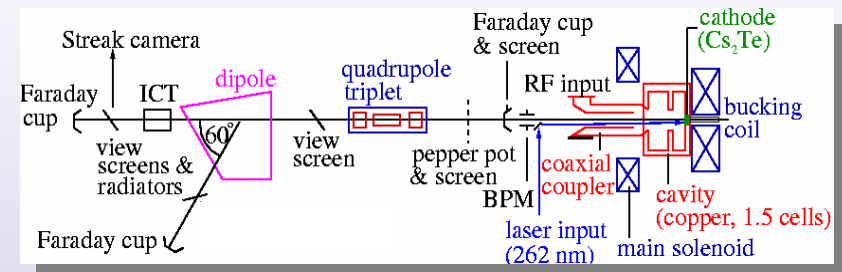 Streak camera
Faraday
cup
ICT
dipole
60°
view
screens &
radiators
Faraday cup
view
screen
quadrupole
triplet
pepper pot
& screen
Faraday cup
& screen
BPM
RF input
laser input
(262 nm)
coaxial
coupler
main solenoid
cavity
(copper, 1.5 cells)
bucking
coil
cathode
(Cs₂Te)